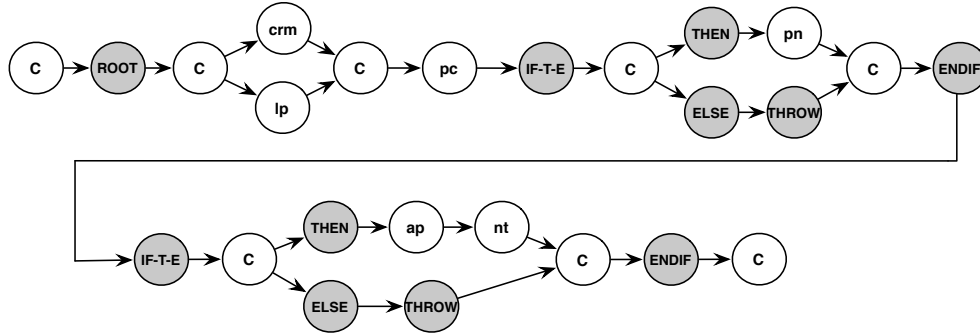 crm
THEN
pn
C
ROOT
C
C
pc
IF-T-E
C
C
ENDIF
lp
ELSE
THROW
THEN
ap
nt
IF-T-E
C
C
ENDIF
C
ELSE
THROW